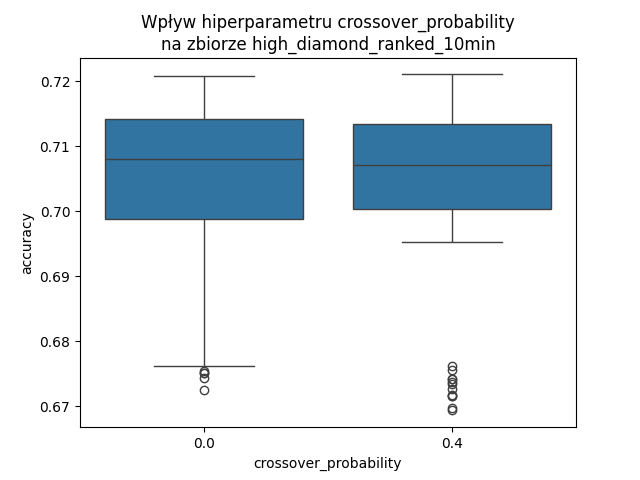 Wpływ hiperparametru crossover_probability
na zbiorze high_diamond_ranked_10min
0.72
0.71
0.70
0.69
0.68
0.67
accuracy
0.0
0.4
crossover_probability